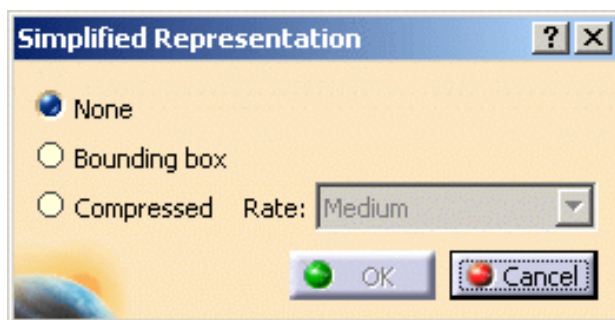 Simplified Representation
None
Bounding box
Compressed Rate: Medium
OK Cancel